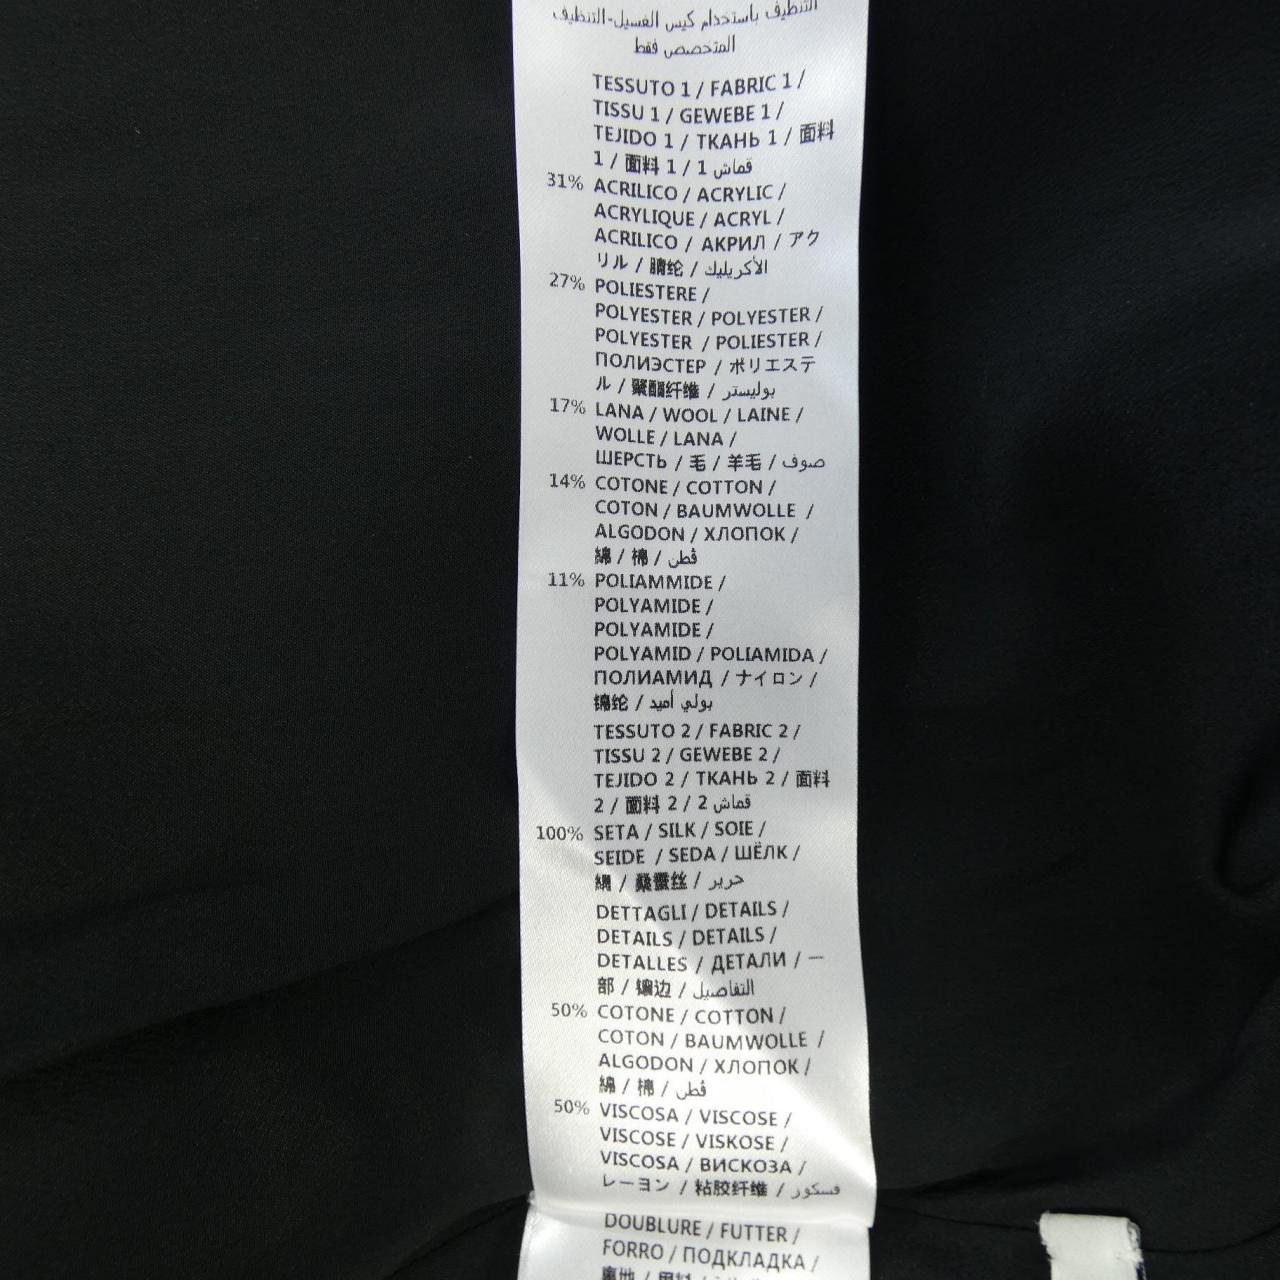 التنظيف باستخدام كيس الغسيل-التنظيف
المتخصص فقط
TESSUTO 1 / FABRIC 1 /
TISSU 1 / GEWEBE 1 /
TEJIDO 1 / ТКАНЬ 1 / 面料
1 / 面料 1 / قماش 1
31% ACRILICO / ACRYLIC /
ACRYLIQUE / ACRYL /
ACRILICO / АКРИЛ / アク
リル / 腈纶 / الأكريليك
27% POLIESTERE /
POLYESTER / POLYESTER /
POLYESTER / POLIESTER /
ПОЛИЭСТЕР / ポリエステ
ル / 聚酯纤维 / بوليستر
17% LANA / WOOL / LAINE /
WOLLE / LANA /
ШЕРСТЬ / 毛 / 羊毛 / صوف
14% COTONE / COTTON /
COTON / BAUMWOLLE /
ALGODON / ХЛОПОК /
綿 / 棉 / قطن
11% POLIAMMIDE /
POLYAMIDE /
POLYAMIDE /
POLYAMID / POLIAMIDA /
ПОЛИАМИД / ナイロン /
锦纶 / بولي أميد
TESSUTO 2 / FABRIC 2 /
TISSU 2 / GEWEBE 2 /
TEJIDO 2 / ТКАНЬ 2 / 面料
2 / 面料 2 / قماش 2
100% SETA / SILK / SOIE /
SEIDE / SEDA / ШЁЛК /
絹 / 桑蚕丝 / حرير
DETTAGLI / DETAILS /
DETAILS / DETAILS /
DETALLES / ДЕТАЛИ / 一
部 / 镶边 / التفاصيل
50% COTONE / COTTON /
COTON / BAUMWOLLE /
ALGODON / ХЛОПОК /
綿 / 棉 / قطن
50% VISCOSA / VISCOSE /
VISCOSE / VISKOSE /
VISCOSA / ВИСКОЗА /
レーヨン / 粘胶纤维 / فسكوز
DOUBLURE / FUTTER /
FORRO / ПОДКЛАДКА /
裏地 / 里料 /